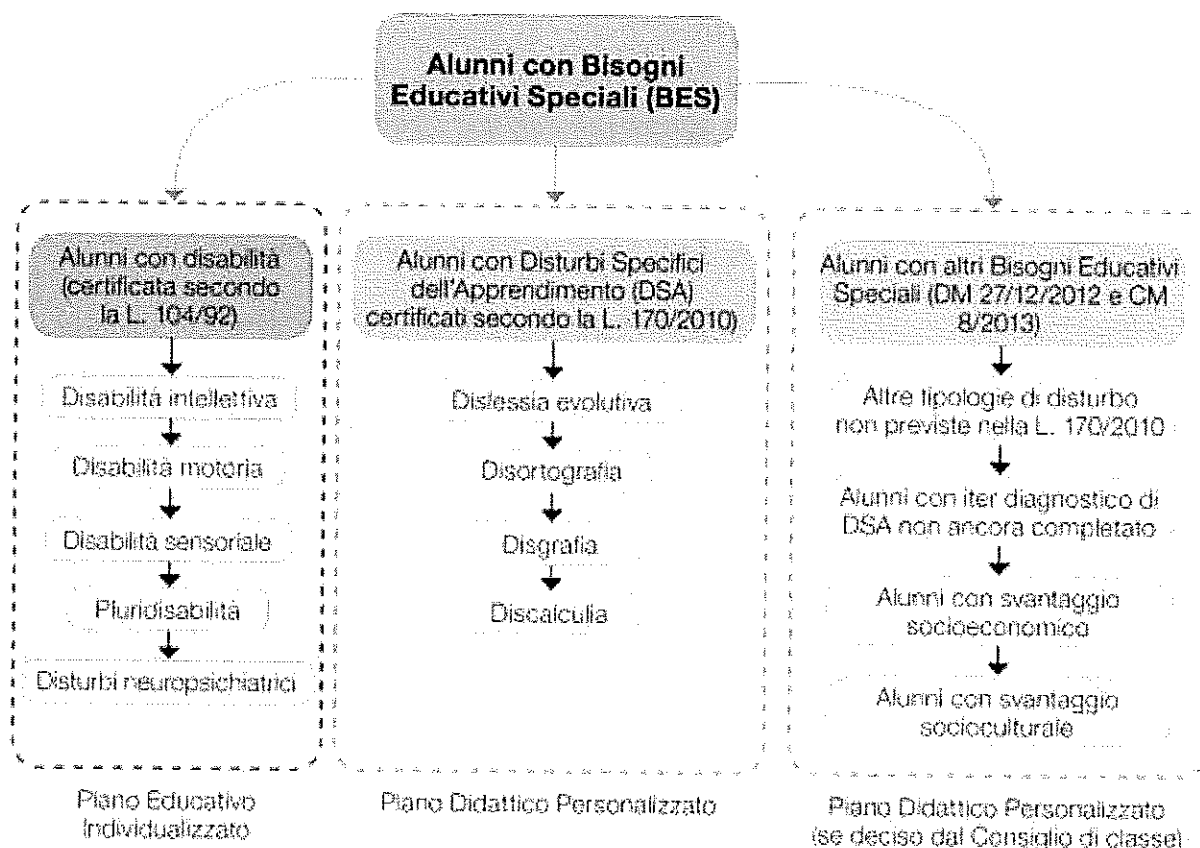 Alunni con Bisogni
Educativi Speciali (BES)
Alunni con disabilità
(certificata secondo
la L. 104/92)
Disabilità intellettiva
Disabilità motoria
Disabilità sensoriale
Pluridisabilità
Disturbi neuropsichiatrici
Piano Educativo
Individualizzato
Alunni con Disturbi Specifici
dell'Apprendimento (DSA)
certificati secondo la L. 170/2010)
Dislessia evolutiva
Disortografia
Disgrafia
Discalculia
Piano Didattico Personalizzato
Alunni con altri Bisogni Educativi
Speciali (DM 27/12/2012 e CM
8/2013)
Altre tipologie di disturbo
non previste nella L. 170/2010
Alunni con iter diagnostico di
DSA non ancora completato
Alunni con svantaggio
socioeconomico
Alunni con svantaggio
socioculturale
Piano Didattico Personalizzato
(se deciso dal Consiglio di classe)